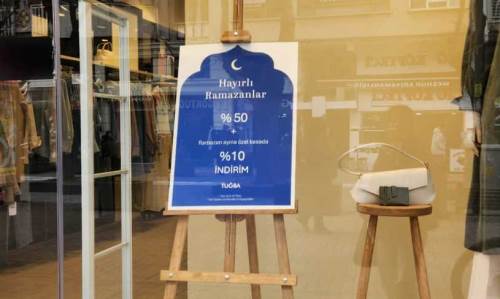 Hayırlı
Ramazanlar
%50
+
Ramazan ayına özel kasada
%10
İNDİRİM
TUĞBA